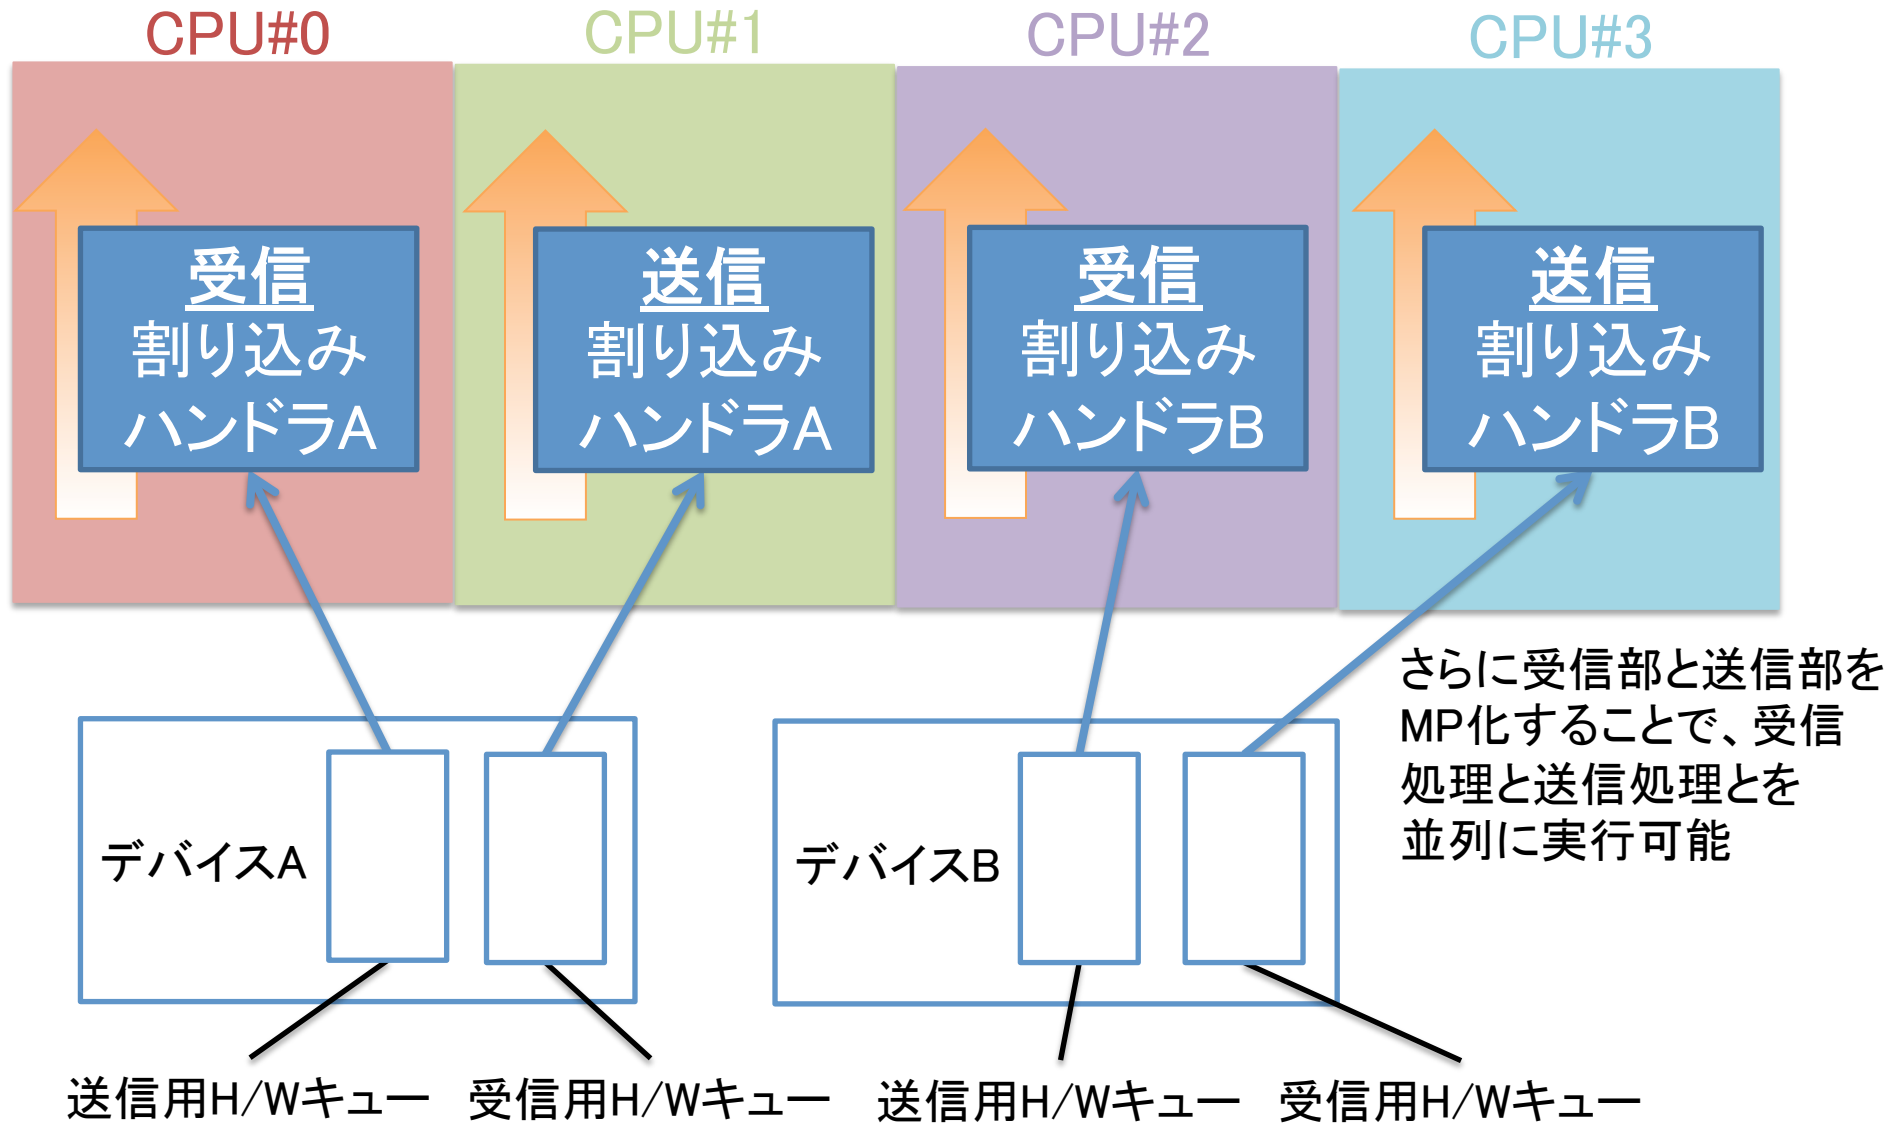 CPU#0
CPU#1
CPU#2
CPU#3
受信
割り込み
ハンドラA
送信
割り込み
ハンドラA
受信
割り込み
ハンドラB
送信
割り込み
ハンドラB
さらに受信部と送信部を
MP化することで、受信
処理と送信処理とを
並列に実行可能
デバイスA
デバイスB
送信用H/Wキュー
受信用H/Wキュー
送信用H/Wキュー
受信用H/Wキュー